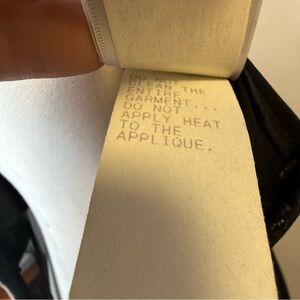 DO NOT
CLEAN THE
ENTIRE
GARMENT...
DO NOT
APPLY HEAT
TO THE
APPLIQUE.